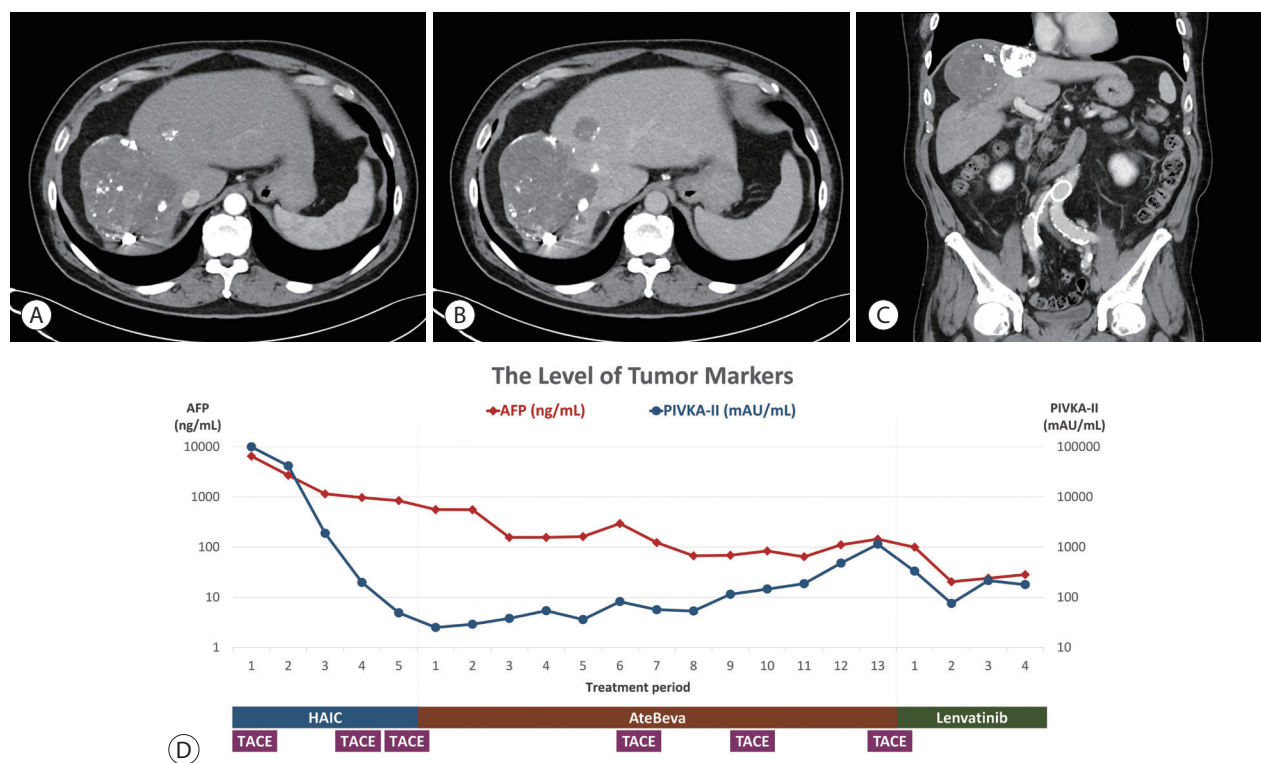 A
B
C
The Level of Tumor Markers
AFP
(ng/mL)
AFP (ng/mL)
PIVKA-II (mAU/mL)
PIVKA-II
(mAU/mL)
10000
1000
100
10
1
100000
10000
1000
100
10
1 2 3 4 5 1 2 3 4 5 6 7 8 9 10 11 12 13 1 2 3 4
Treatment period
HAIC AteBeva Lenvatinib
D TACE TACE TACE TACE TACE TACE